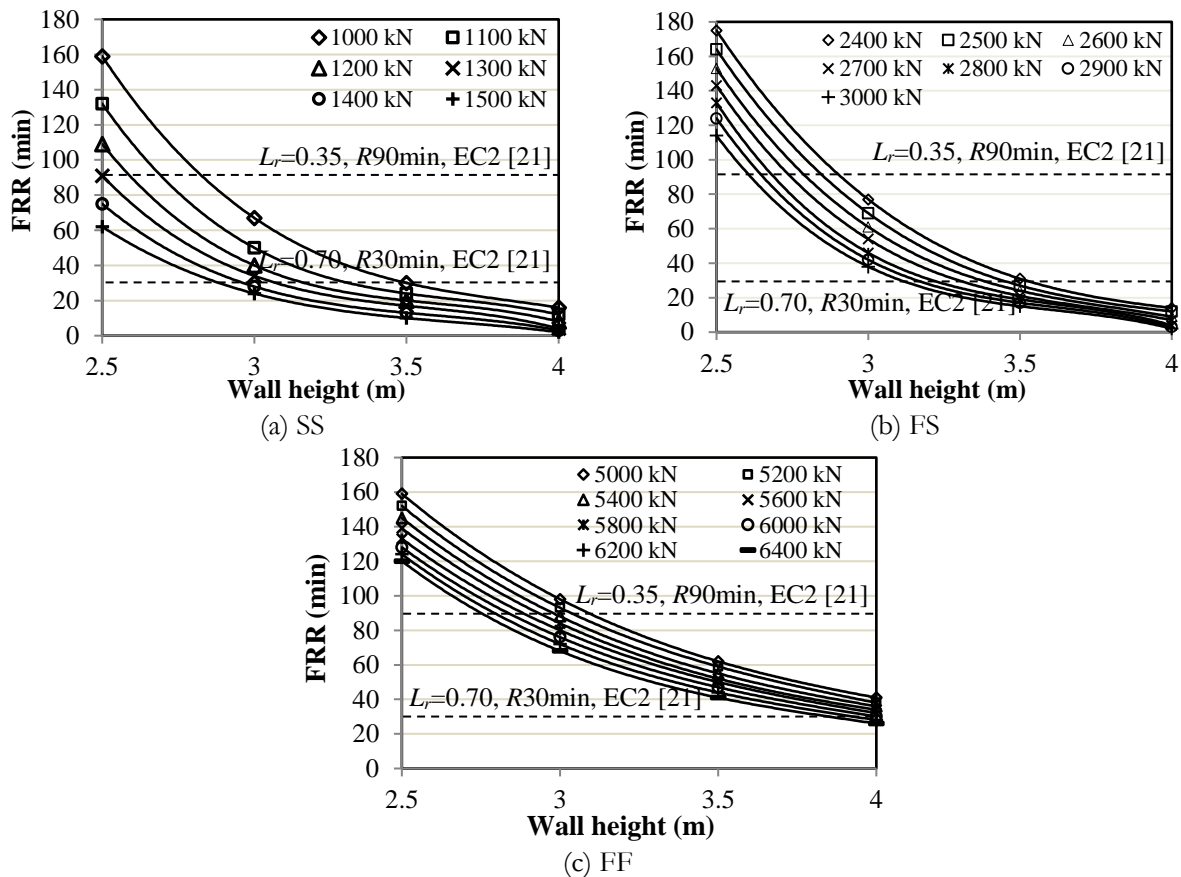 180
160
140
120
100
80
60
40
20
0
FRR (min)
1000 kN 1100 kN
1200 kN 1300 kN
1400 kN 1500 kN
Lr=0.35, R90min, EC2 [21]
Lr=0.70, R30min, EC2 [21]
2.5 3 3.5 4
Wall height (m)
(a) SS
180
160
140
120
100
80
60
40
20
0
FRR (min)
2400 kN 2500 kN 2600 kN
2700 kN 2800 kN 2900 kN
3000 kN
Lr=0.35, R90min, EC2 [21]
Lr=0.70, R30min, EC2 [21]
2.5 3 3.5 4
Wall height (m)
(b) FS
180
160
140
120
100
80
60
40
20
0
FRR (min)
5000 kN 5200 kN
5400 kN 5600 kN
5800 kN 6000 kN
6200 kN 6400 kN
Lr=0.35, R90min, EC2 [21]
Lr=0.70, R30min, EC2 [21]
2.5 3 3.5 4
Wall height (m)
(c) FF